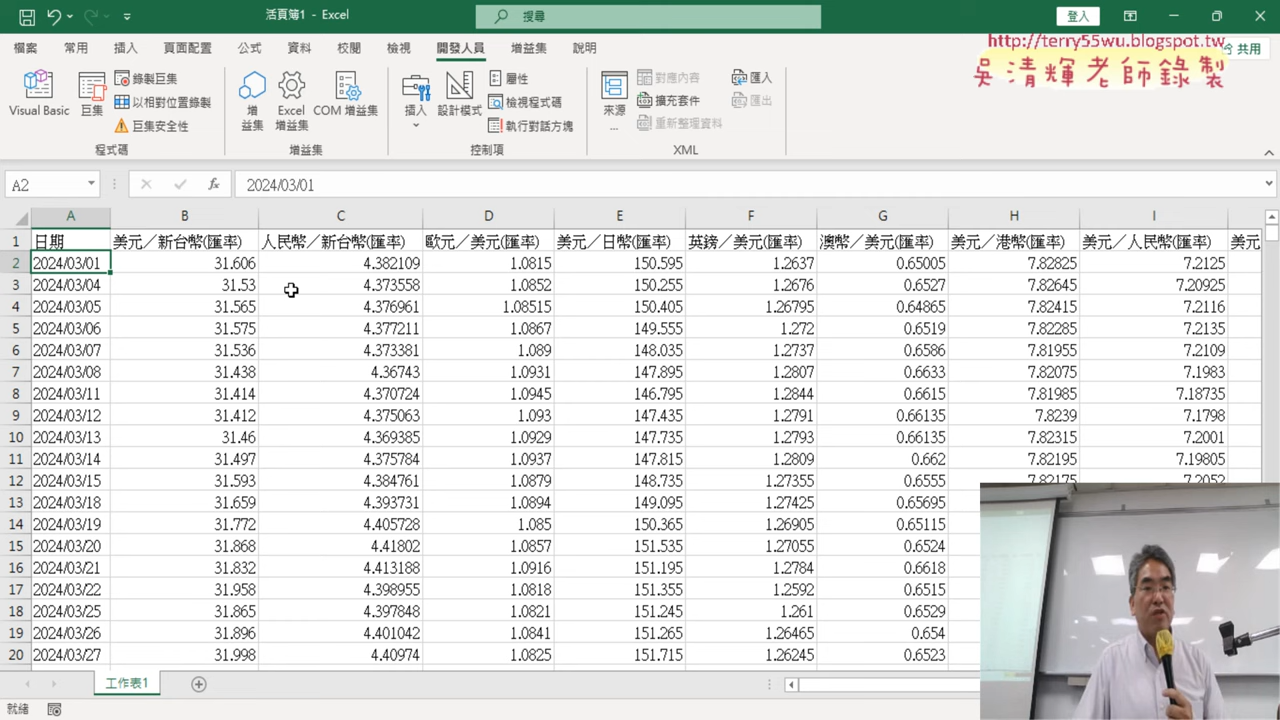 活頁簿1 - Excel
搜尋
登入
檔案 常用 插入 頁面配置 公式 資料 校閱 檢視 開發人員 增益集 說明
共用
http://terry55wu.blogspot.tw
吳清輝老師錄製
Visual Basic
巨集
錄製巨集
以相對位置錄製
巨集安全性
程式碼
增益集
Excel 增益集
COM 增益集
增益集
插入
設計模式
屬性
檢視程式碼
執行對話方塊
控制項
來源
...
對應內容
擴充套件
重新整理資料
匯入
匯出
XML
A2
fx
2024/03/01
A B C D E F G H I
1 日期 美元／新台幣(匯率) 人民幣／新台幣(匯率) 歐元／美元(匯率) 美元／日幣(匯率) 英鎊／美元(匯率) 澳幣／美元(匯率) 美元／港幣(匯率) 美元／人民幣(匯率) 美元
2 2024/03/01 31.606 4.382109 1.0815 150.595 1.2637 0.65005 7.82825 7.2125
3 2024/03/04 31.53 4.373558 1.0852 150.255 1.2676 0.6527 7.82645 7.20925
4 2024/03/05 31.565 4.376961 1.08515 150.405 1.26795 0.64865 7.82415 7.2116
5 2024/03/06 31.575 4.377211 1.0867 149.555 1.272 0.6519 7.82285 7.2135
6 2024/03/07 31.536 4.373381 1.089 148.035 1.2737 0.6586 7.81955 7.2109
7 2024/03/08 31.438 4.36743 1.0931 147.895 1.2807 0.6633 7.82075 7.1983
8 2024/03/11 31.414 4.370724 1.0945 146.795 1.2844 0.6615 7.81985 7.18735
9 2024/03/12 31.412 4.375063 1.093 147.435 1.2791 0.66135 7.8239 7.1798
10 2024/03/13 31.46 4.369385 1.0929 147.735 1.2793 0.66135 7.82315 7.2001
11 2024/03/14 31.497 4.375784 1.0937 147.815 1.2809 0.662 7.82195 7.19805
12 2024/03/15 31.593 4.384761 1.0879 148.735 1.27355 0.6555 7.82175 7.2052
13 2024/03/18 31.659 4.393731 1.0894 149.095 1.27425 0.65695
14 2024/03/19 31.772 4.405728 1.085 150.365 1.26905 0.65115
15 2024/03/20 31.868 4.41802 1.0857 151.535 1.27055 0.6524
16 2024/03/21 31.832 4.413188 1.0916 151.195 1.2784 0.6618
17 2024/03/22 31.958 4.398955 1.0818 151.355 1.2592 0.6515
18 2024/03/25 31.865 4.397848 1.0821 151.245 1.261 0.6529
19 2024/03/26 31.896 4.401042 1.0841 151.265 1.26465 0.654
20 2024/03/27 31.998 4.40974 1.0825 151.715 1.26245 0.6523
工作表1
就緒